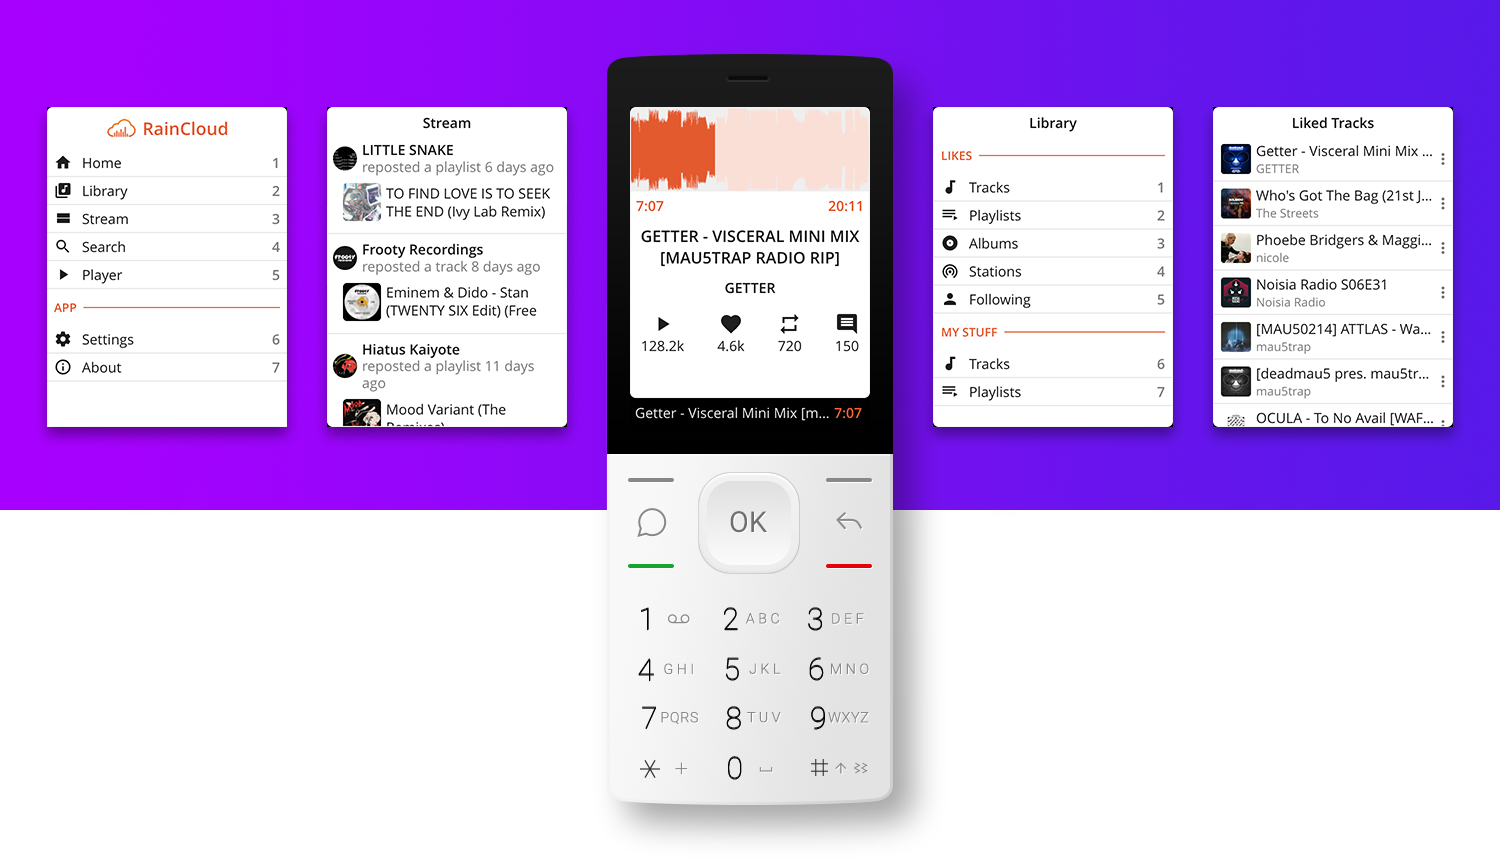 RainCloud
Home 1
Library 2
Stream 3
Search 4
Player 5
APP
Settings 6
About 7
Stream
LITTLE SNAKE
reposted a playlist 6 days ago
TO FIND LOVE IS TO SEEK
THE END (Ivy Lab Remix)
Frooty Recordings
reposted a track 8 days ago
Eminem & Dido - Stan
(TWENTY SIX Edit) (Free
Hiatus Kaiyote
reposted a playlist 11 days
ago
Mood Variant (The
Remixes)
7:07 20:11
GETTER - VISCERAL MINI MIX
[MAU5TRAP RADIO RIP]
GETTER
128.2k 4.6k 720 150
Getter - Visceral Mini Mix [m... 7:07
OK
1
2 ABC
3 DEF
4 GHI
5 JKL
6 MNO
7 PQRS
8 TUV
9 WXYZ
* +
0
#
Library
LIKES
Tracks 1
Playlists 2
Albums 3
Stations 4
Following 5
MY STUFF
Tracks 6
Playlists 7
Liked Tracks
Getter - Visceral Mini Mix ...
GETTER
Who's Got The Bag (21st J...
The Streets
Phoebe Bridgers & Maggi...
nicole
Noisia Radio S06E31
Noisia Radio
[MAU50214] ATTLAS - Wa...
mau5trap
[deadmau5 pres. mau5tr...
mau5trap
OCULA - To No Avail [WAF...